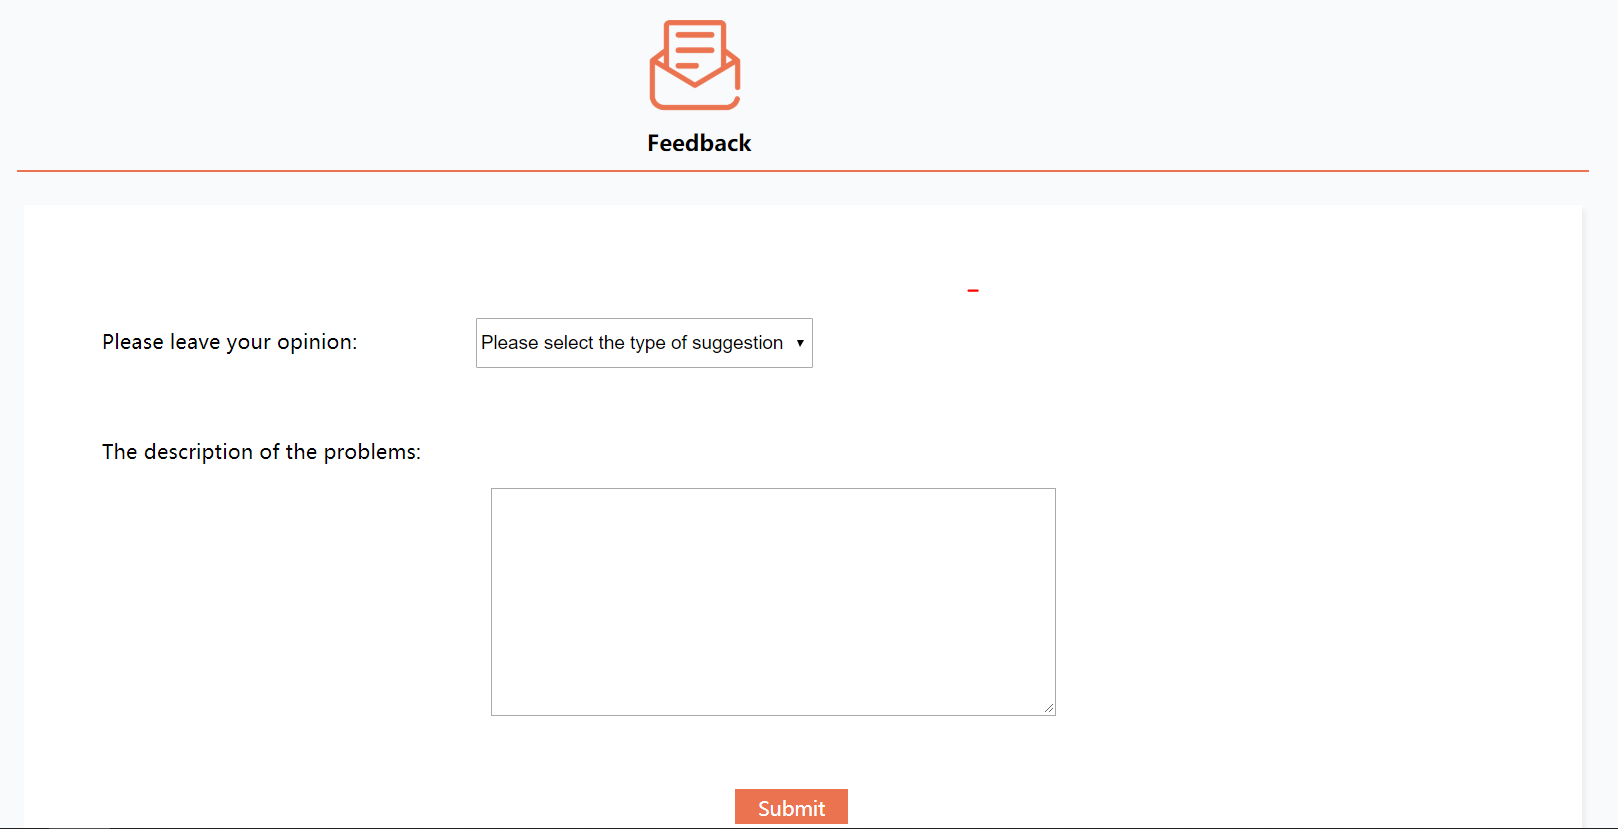 Feedback
Please leave your opinion:
Please select the type of suggestion
The description of the problems:
Submit